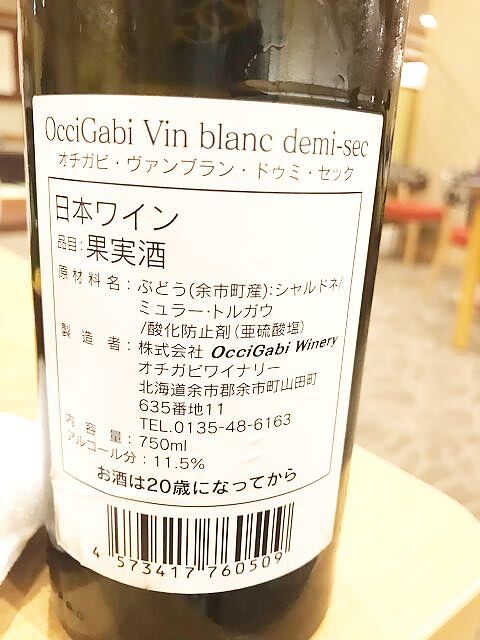 OcciGabi Vin blanc demi-sec
オチガビ・ヴァンブラン・ドゥミ・セック
日本ワイン
品目:果実酒
原材料名:ぶどう(余市町産):シャルドネ/
ミュラー・トルガウ
/酸化防止剤(亜硫酸塩)
製造者:株式会社 OcciGabi Winery
オチガビワイナリー
北海道余市郡余市町山田町
635番地11
TEL.0135-48-6163
内容量:750ml
アルコール分:11.5%
お酒は20歳になってから
4 573417 760509